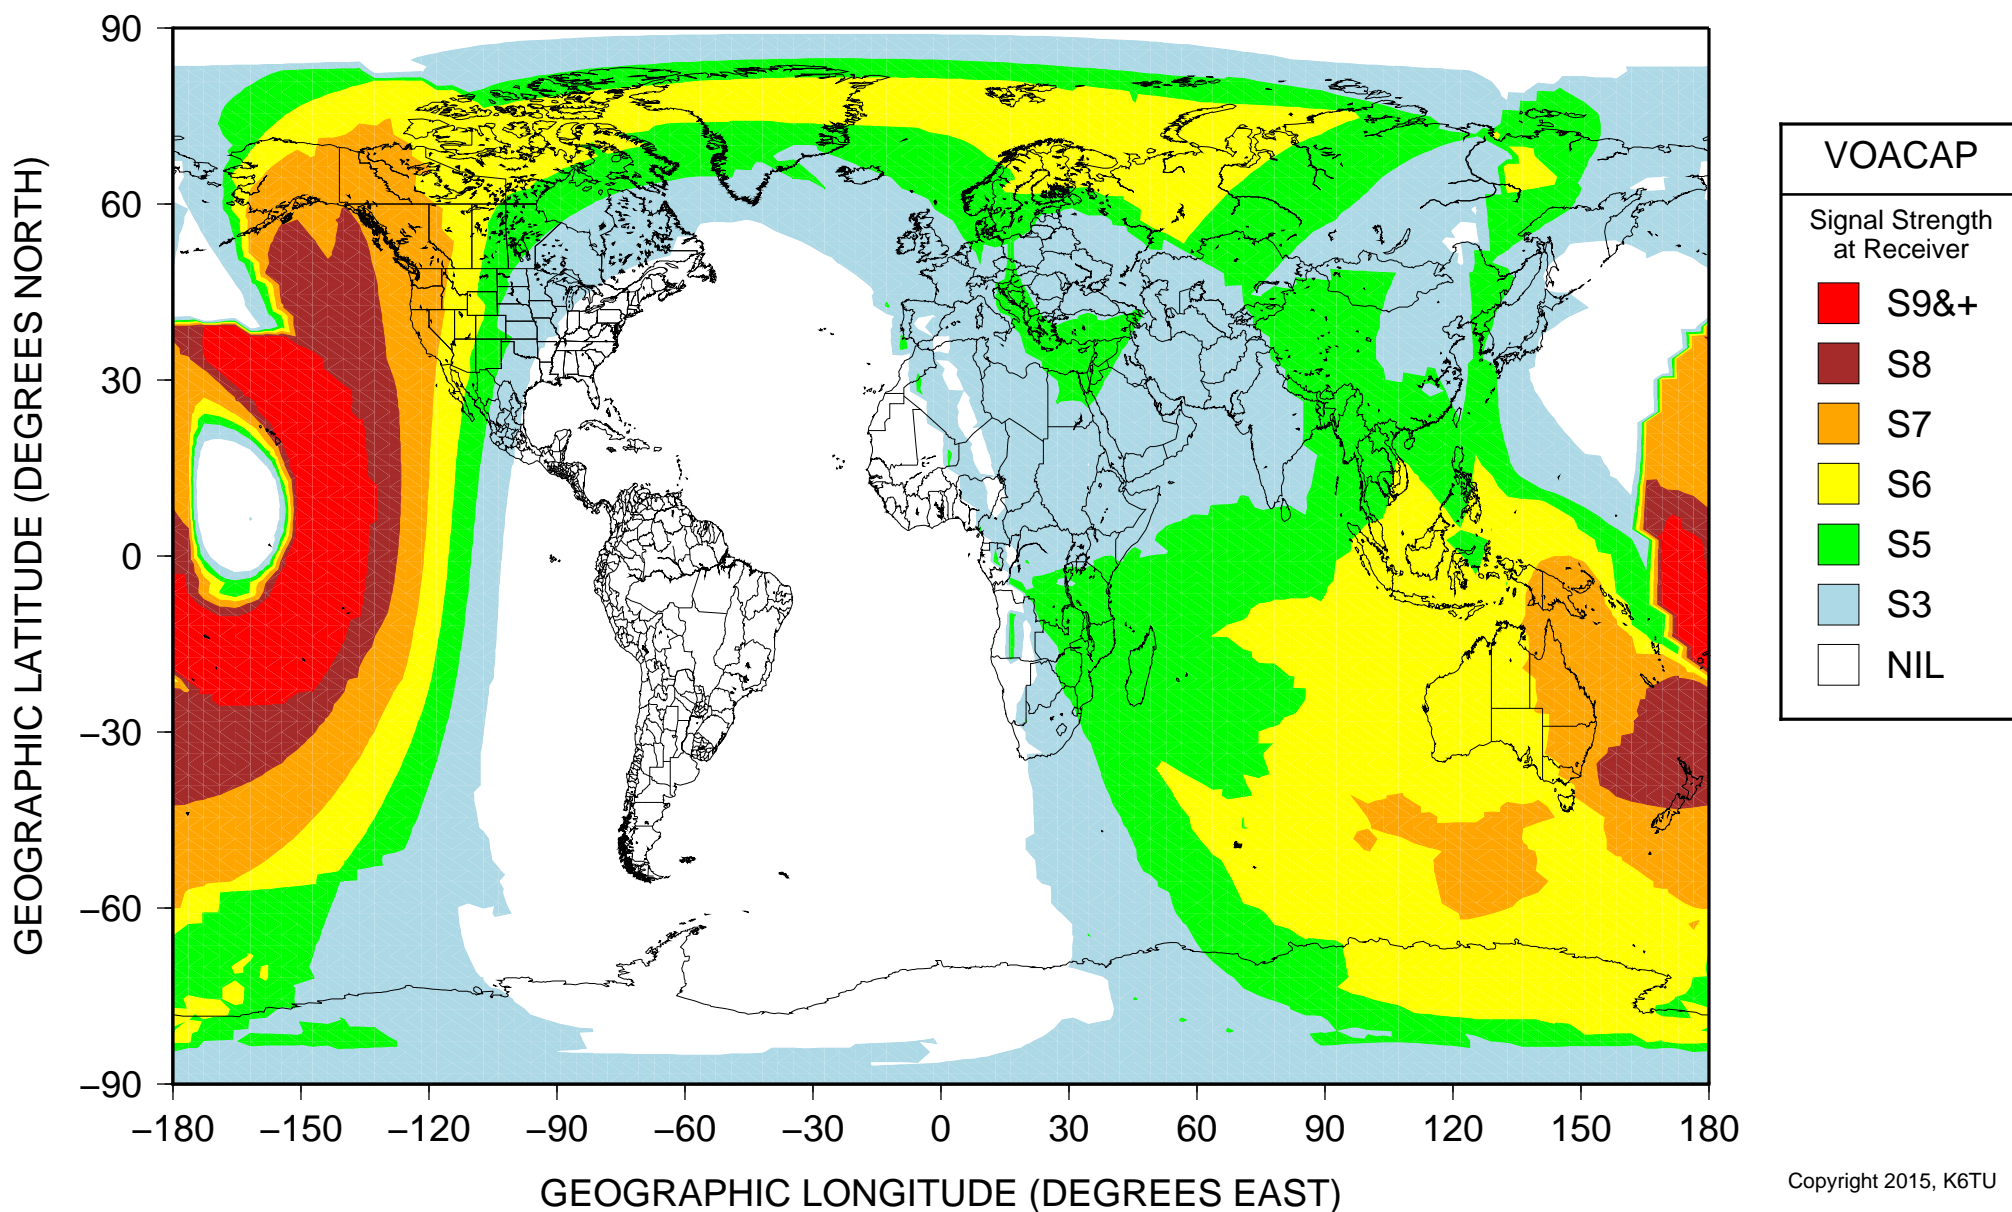 90
60
30
0
−30
−60
−90
GEOGRAPHIC LATITUDE (DEGREES NORTH)
−180 −150 −120 −90 −60 −30 0 30 60 90 120 150 180
GEOGRAPHIC LONGITUDE (DEGREES EAST)
VOACAP
Signal Strength
at Receiver
S9&+
S8
S7
S6
S5
S3
NIL
Copyright 2015, K6TU